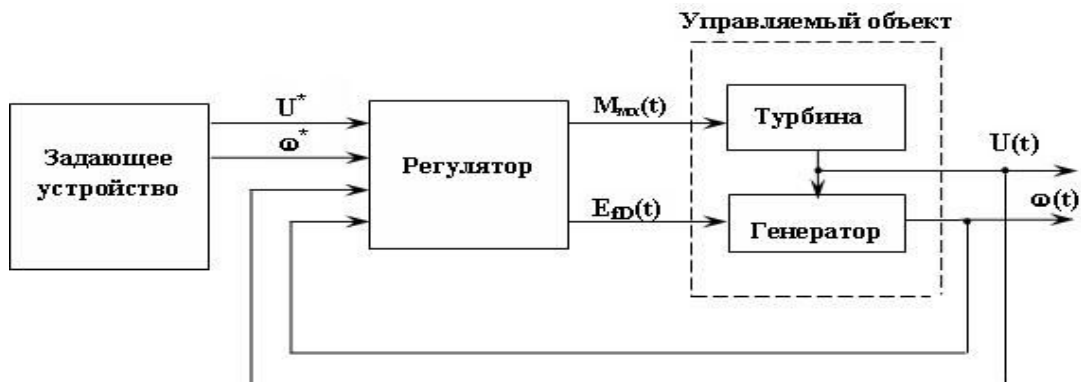 Управляемый объект
U*
ω*
Задающее
устройство
Регулятор
Mмх(t)
EfD(t)
Турбина
Генератор
U(t)
ω(t)